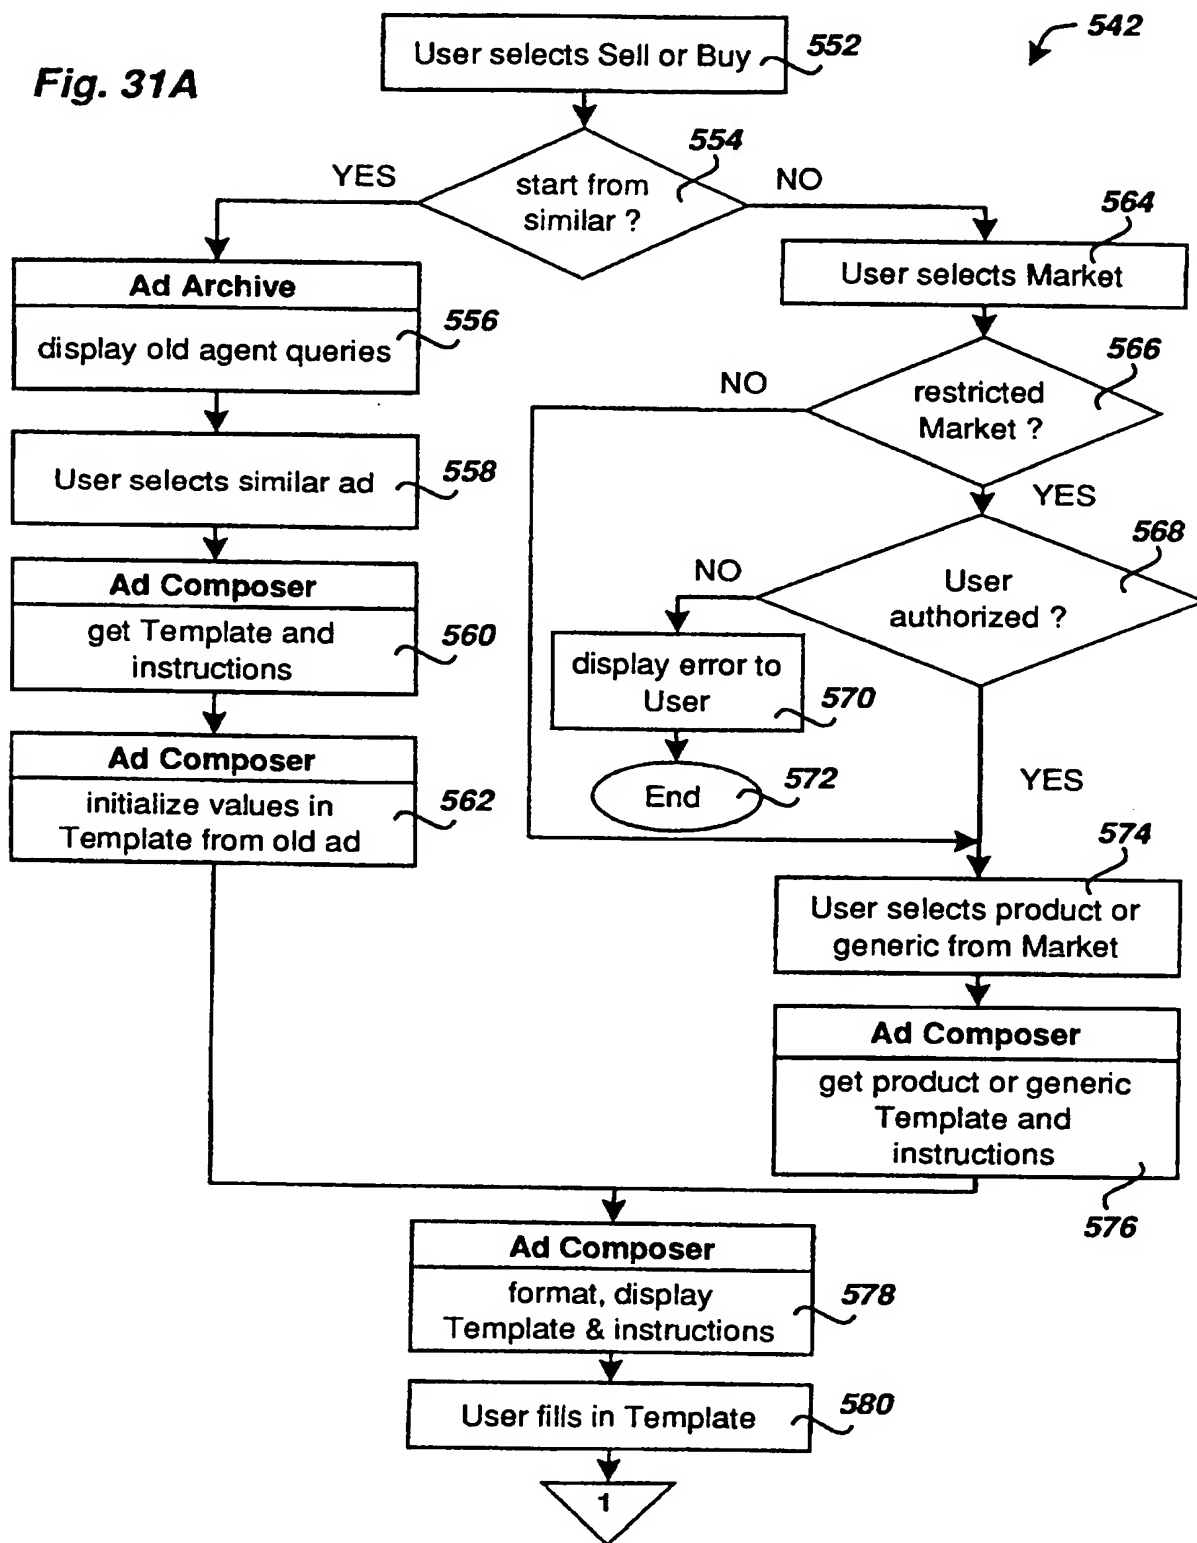 Fig. 31A
542
User selects Sell or Buy
552
554
start from
similar ?
YES
NO
Ad Archive
display old agent queries
556
User selects similar ad
558
Ad Composer
get Template and
instructions
560
Ad Composer
initialize values in
Template from old ad
562
564
User selects Market
566
restricted
Market ?
NO
YES
568
User
authorized ?
NO
display error to
User
570
End
572
YES
574
User selects product or
generic from Market
Ad Composer
get product or generic
Template and
instructions
576
Ad Composer
format, display
Template & instructions
578
User fills in Template
580
1